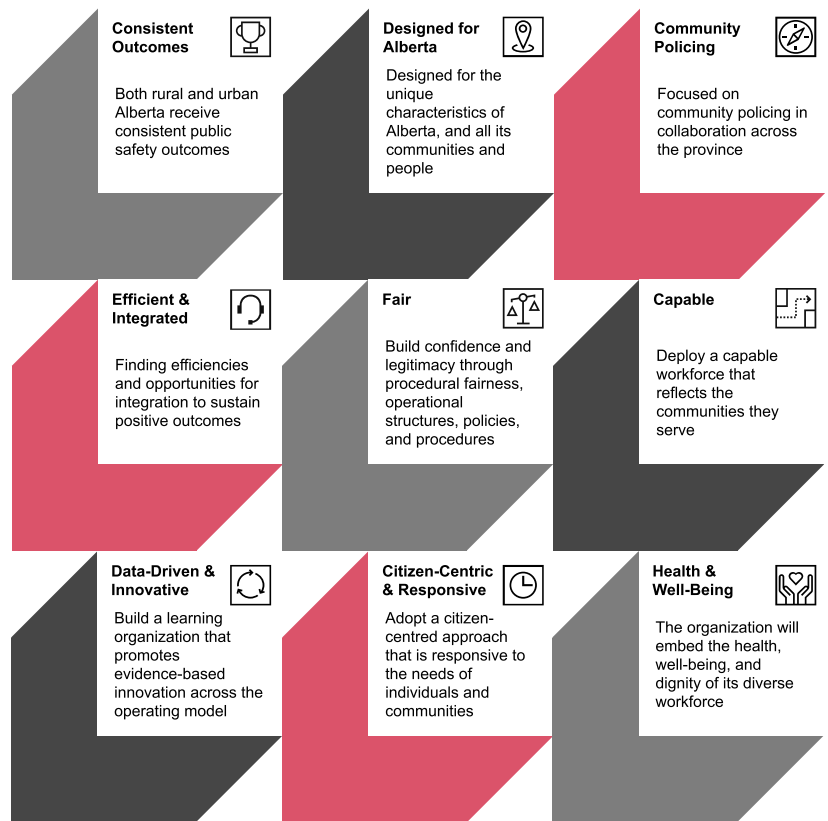 Consistent
Outcomes
Both rural and urban
Alberta receive
consistent public
safety outcomes
Designed for
Alberta
Designed for the
unique
characteristics of
Alberta, and all its
communities and
people
Community
Policing
Focused on
community policing in
collaboration across
the province
Efficient &
Integrated
Finding efficiencies
and opportunities for
integration to sustain
positive outcomes
Fair
Build confidence and
legitimacy through
procedural fairness,
operational
structures, policies,
and procedures
Capable
Deploy a capable
workforce that
reflects the
communities they
serve
Data-Driven &
Innovative
Build a learning
organization that
promotes
evidence-based
innovation across the
operating model
Citizen-Centric
& Responsive
Adopt a citizen-
centred approach
that is responsive to
the needs of
individuals and
communities
Health &
Well-Being
The organization will
embed the health,
well-being, and
dignity of its diverse
workforce